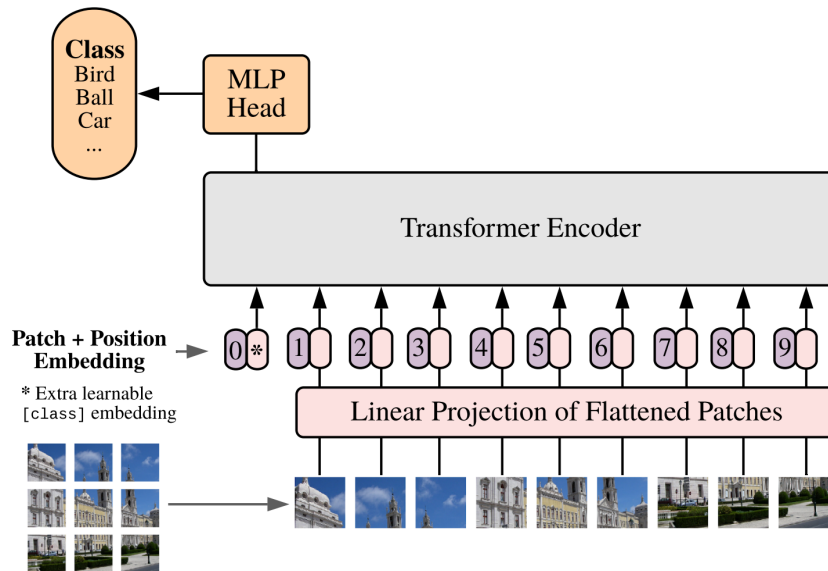 Class
Bird
Ball
Car
...
MLP
Head
Transformer Encoder
0 * 1 2 3 4 5 6 7 8 9
Patch + Position
Embedding
* Extra learnable
[class] embedding
Linear Projection of Flattened Patches